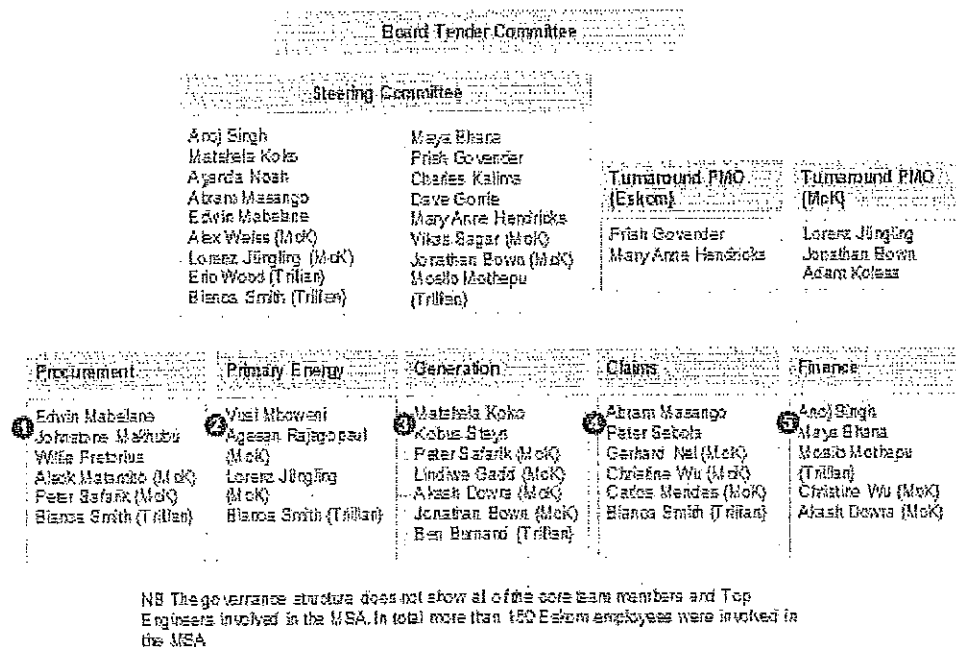 Board Tender Committee
Steering Committee
Anoj Singh
Matshela Koko
Ayanda Noah
Abram Masango
Edwin Mabelane
Alex Weiss (McK)
Lorenz Jüngling (McK)
Eric Wood (Trillian)
Bianca Smith (Trillian)
Maya Bhana
Prish Govender
Charles Kalima
Dave Gorrie
Mary Anne Hendricks
Vikas Sagar (McK)
Jonathan Bown (McK)
Mosilo Mothepu
(Trillian)
Turnaround PMO
(Eskom)
Prish Govender
Mary Anne Hendricks
Turnaround PMO
(McK)
Lorenz Jüngling
Jonathan Bown
Adam
Procurement
1
Edwin Mabelane
Johnstone Makhubu
Willie Pretorius
Aleck (McK)
Peter Safarik (McK)
Bianca Smith (Trillian)
Primary Energy
2
Vusi Mboweni
Agesan Rajagopaul
(McK)
Lorenz Jüngling
(McK)
Bianca Smith (Trillian)
Generation
3
Matshela Koko
Kobus Steyn
Peter Safarik (McK)
Lindiwe Gadd (McK)
Akash Dowra (McK)
Jonathan Bown (McK)
Ben Burnand (Trillian)
Claims
4
Abram Masango
Peter Sebola
Gerhard Nel (McK)
Christine Wu (McK)
Carlos Mendes (McK)
Bianca Smith (Trillian)
Finance
5
Anoj Singh
Maya Bhana
Mosilo Mothepu
(Trillian)
Christine Wu (McK)
Akash Dowra (McK)
NB The governance structure does not show all of the core team members and Top
Engineers involved in the MSA. In total more than 150 Eskom employees were involved in
the MSA